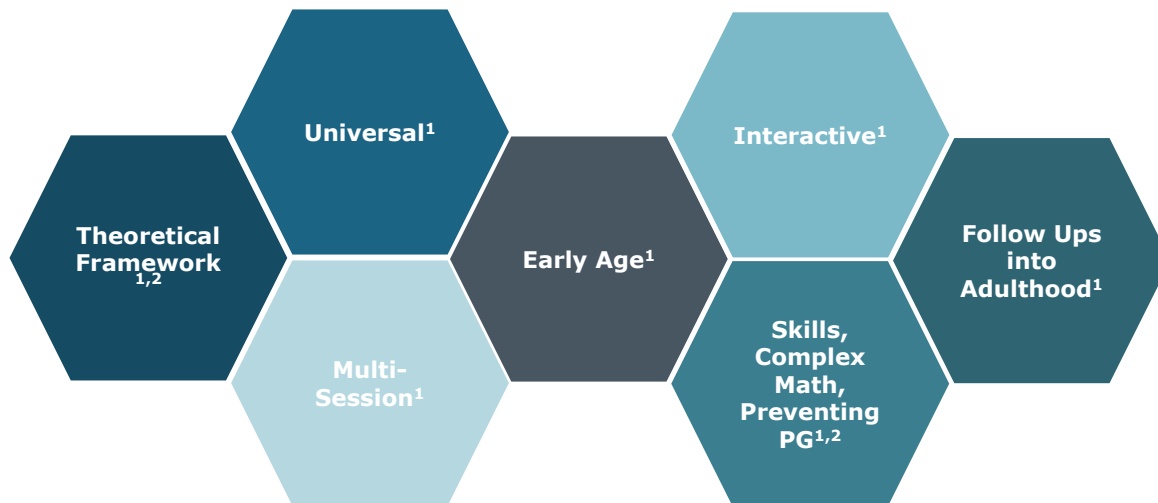 Theoretical
Framework
1,2
Universal1
Multi-
Session1
Early Age1
Interactive1
Skills,
Complex
Math,
Preventing
PG1,2
Follow Ups
into
Adulthood1